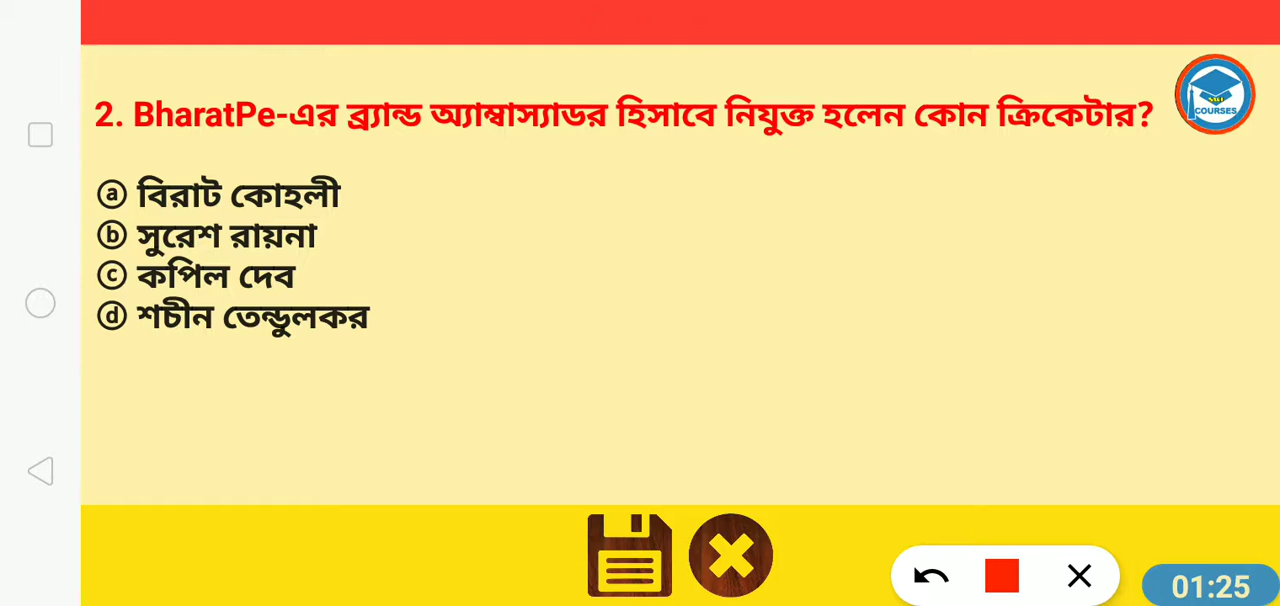 2. BharatPe-এর ব্র্যান্ড অ্যাম্বাস্যাডর হিসাবে নিযুক্ত হলেন কোন ক্রিকেটার?
COURSES
ⓐ বিরাট কোহলী
ⓑ সুরেশ রায়না
ⓒ কপিল দেব
ⓓ শচীন তেন্ডুলকর
01:25